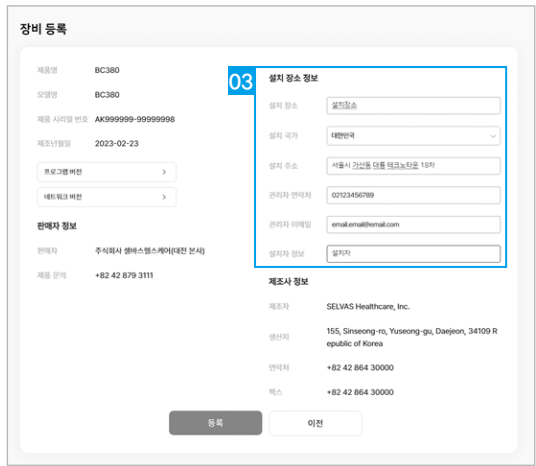 장비 등록
제품명 BC380
모델명 BC380
제품 시리얼 번호 AK999999-99999998
제조년월일 2023-02-23
프로그램 버전 >
네트워크 버전 >
판매자 정보
판매자 주식회사 셀바스헬스케어(대전 본사)
제품 문의 +82 42 879 3111
03
설치 장소 정보
설치 장소 설치장소
설치 국가 대한민국
설치 주소 서울시 가산동 대륭 테크노타운 18차
관리자 연락처 02123456789
관리자 이메일 email.email@email.com
설치자 정보 설치자
제조사 정보
제조자 SELVAS Healthcare, Inc.
생산지 155, Sinseong-ro, Yuseong-gu, Daejeon, 34109 R
epublic of Korea
연락처 +82 42 864 30000
팩스 +82 42 864 30000
등록
이전